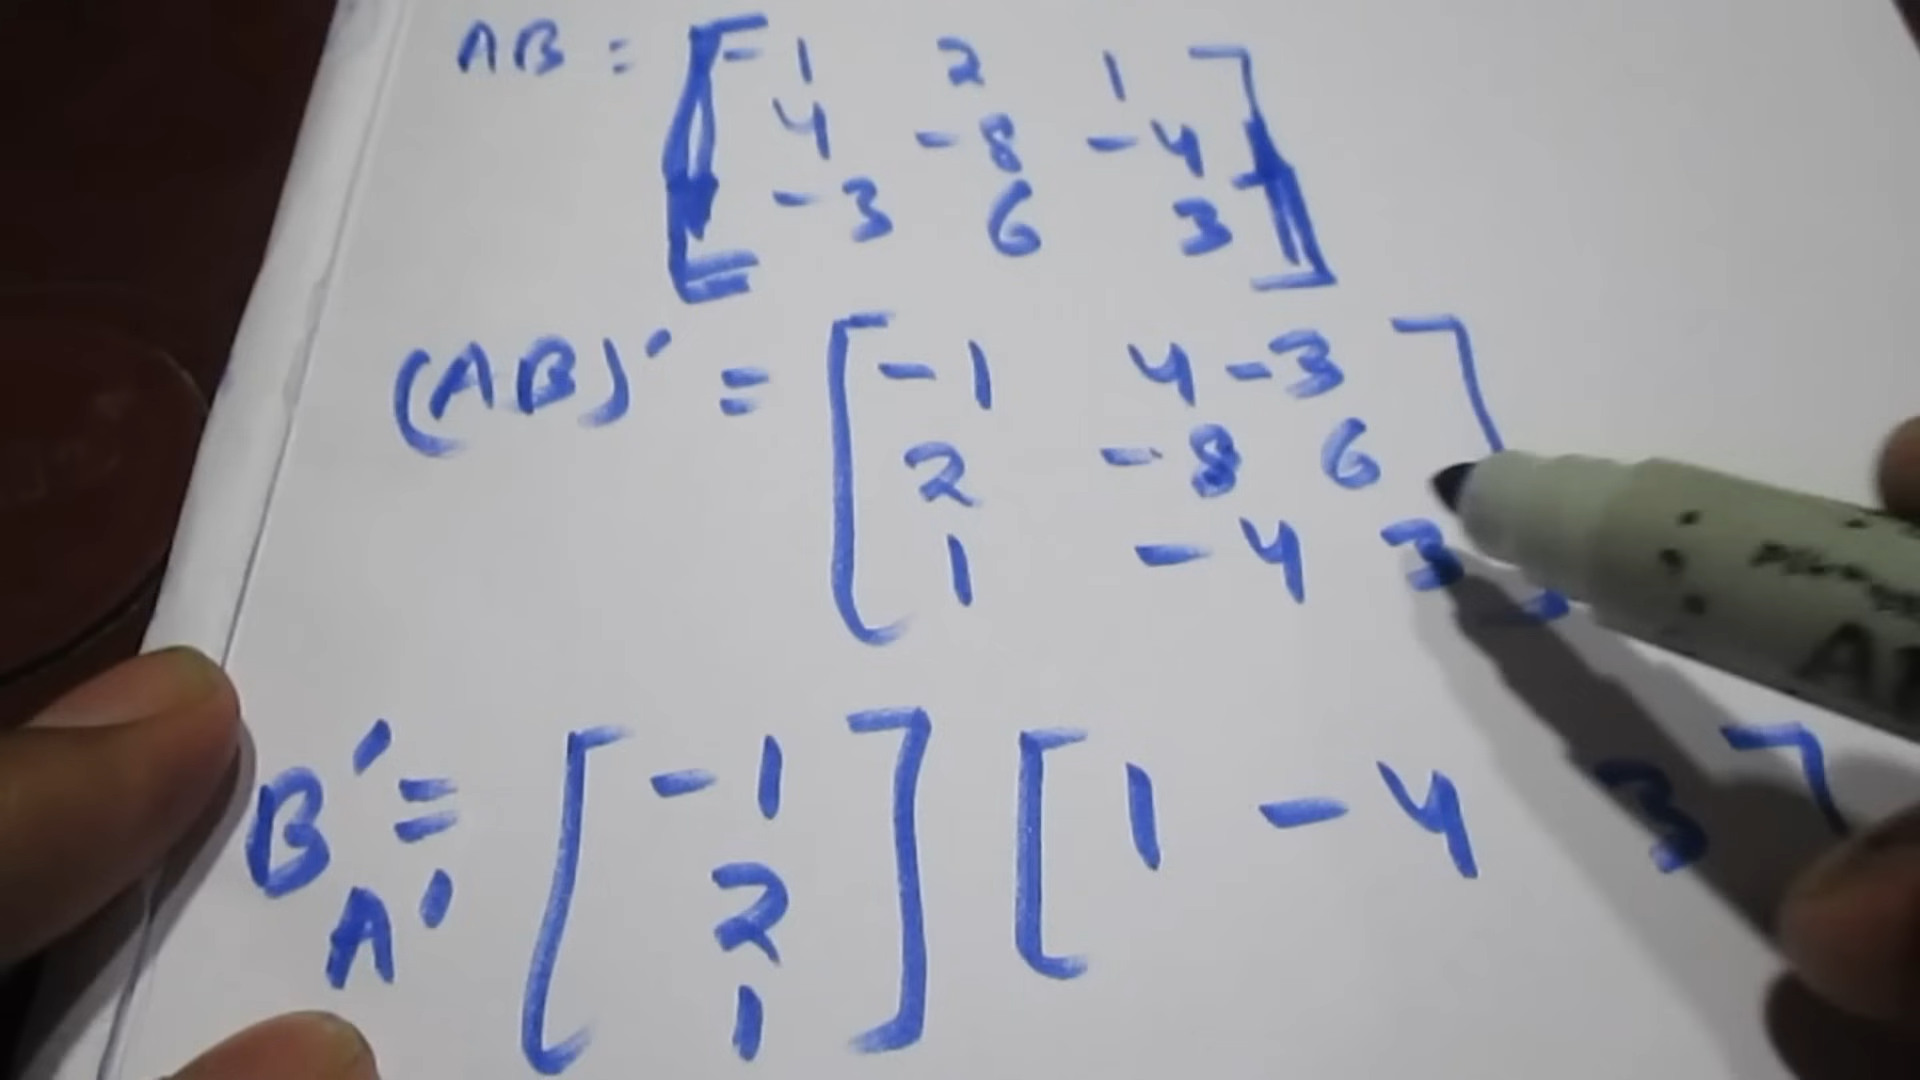 AB = [ -1 2 1 ]
4 -8 -4
-3 6 3
(AB)' = [ -1 4 -3 ]
2 -8 6
1 -4 3
B' = [ -1 ] [ 1 -4 3 ]
A' 2
1